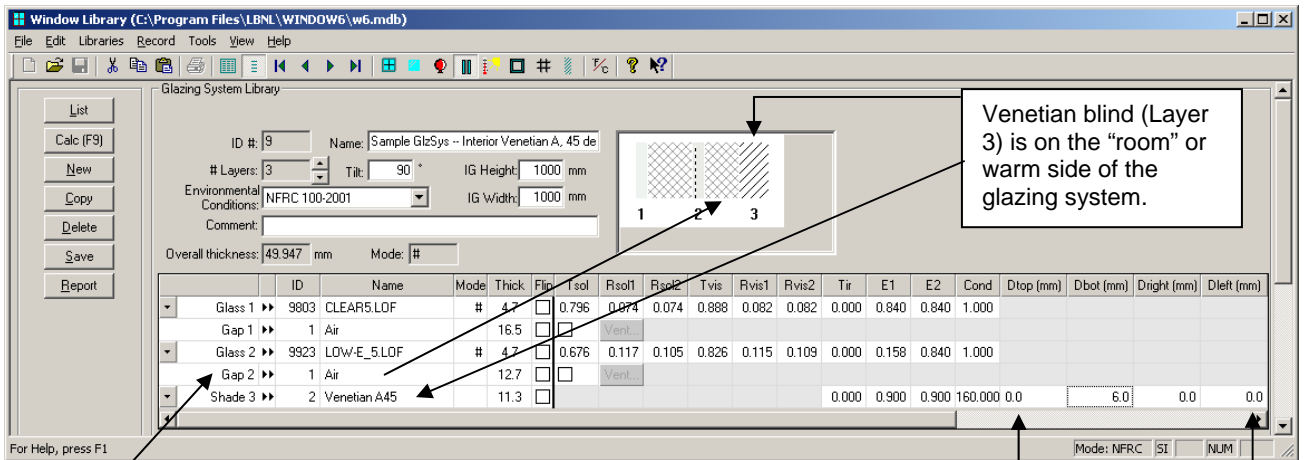 Window Library (C:\Program Files\LBNL\WINDOW6\w6.mdb)
File Edit Libraries Record Tools View Help
Glazing System Library
List
Calc (F9)
New
Copy
Delete
Save
Report
ID #: 9 Name: Sample GlzSys -- Interior Venetian A, 45 de
# Layers: 3 Tilt: 90 ° IG Height: 1000 mm
Environmental Conditions: NFRC 100-2001 IG Width: 1000 mm
Comment:
Overall thickness: 49.947 mm Mode: #
1 2 3
Venetian blind (Layer
3) is on the “room” or
warm side of the
glazing system.
ID Name Mode Thick Flip Tsol Rsol1 Rsol2 Tvis Rvis1 Rvis2 Tir E1 E2 Cond Dtop (mm) Dbot (mm) Dright (mm) Dleft (mm)
Glass 1 ►► 9803 CLEAR5.LOF # 4.7 0.796 0.074 0.074 0.888 0.082 0.082 0.000 0.840 0.840 1.000
Gap 1 ►► 1 Air 16.5 Vent...
Glass 2 ►► 9923 LOW-E_5.LOF # 4.7 0.676 0.117 0.105 0.826 0.115 0.109 0.000 0.158 0.840 1.000
Gap 2 ►► 1 Air 12.7 Vent...
Shade 3 ►► 2 Venetian A45 11.3 0.000 0.900 0.900 160.000 0.0 6.0 0.0 0.0
For Help, press F1
Mode: NFRC SI NUM